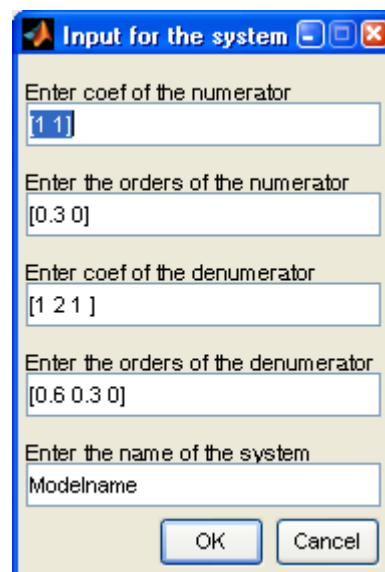 Input for the system
Enter coef of the numerator
[1 1]
Enter the orders of the numerator
[0.3 0]
Enter coef of the denumerator
[1 2 1 ]
Enter the orders of the denumerator
[0.6 0.3 0]
Enter the name of the system
Modelname
OK Cancel